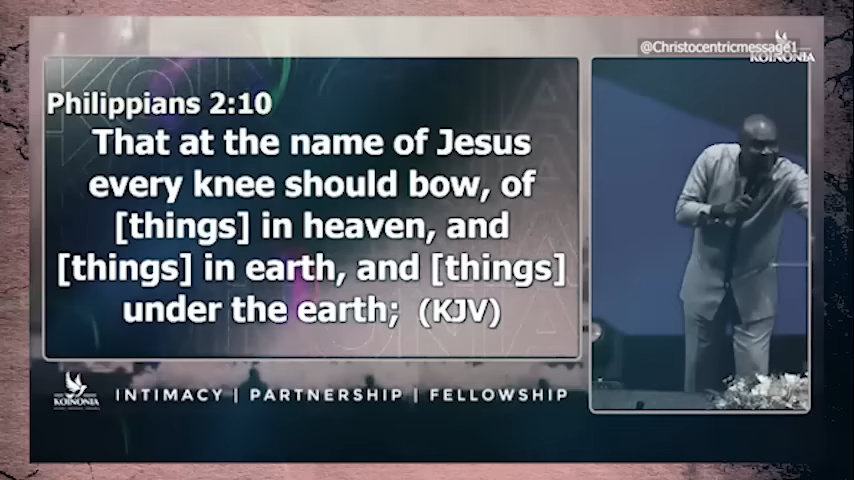 @Christocentricmessage1
KOINONIA
Philippians 2:10
That at the name of Jesus
every knee should bow, of
[things] in heaven, and
[things] in earth, and [things]
under the earth; (KJV)
KOINONIA
INTIMACY | PARTNERSHIP | FELLOWSHIP